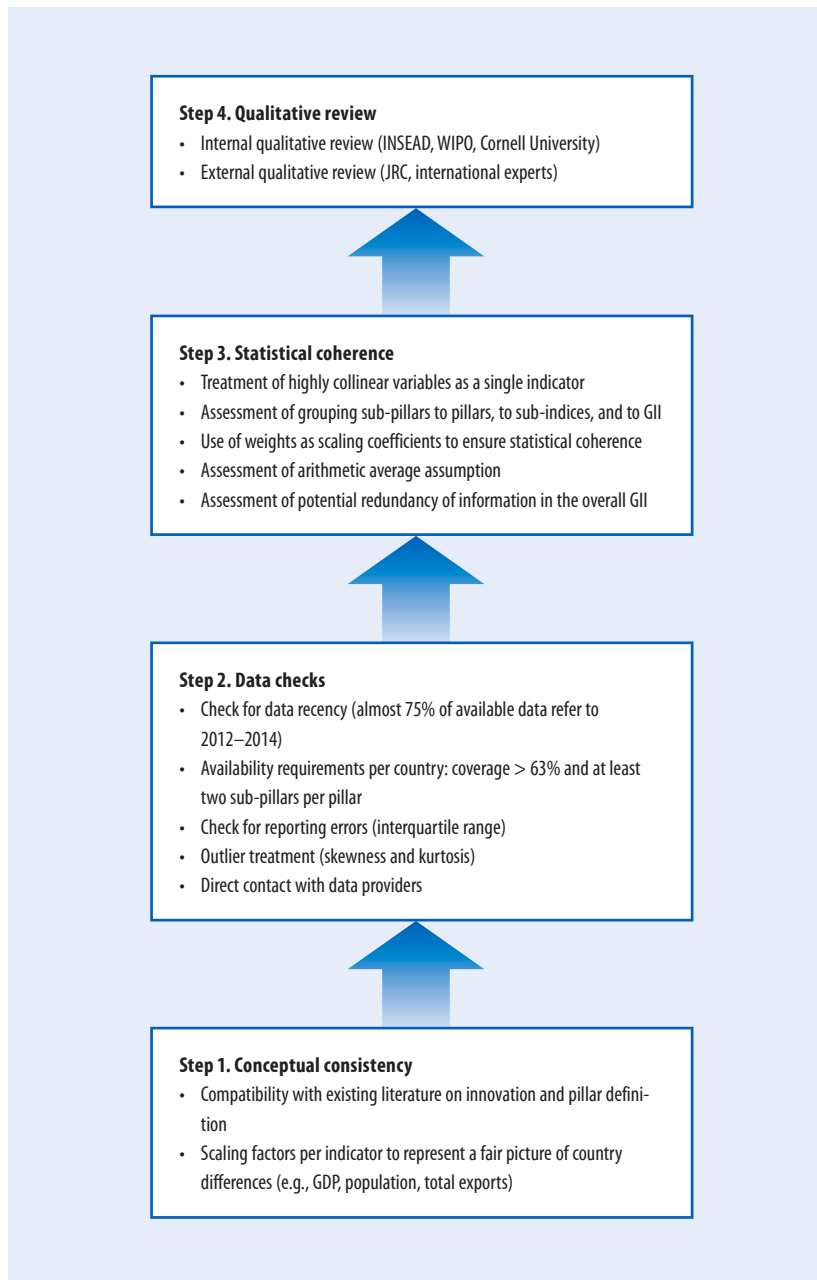 Step 4. Qualitative review
• Internal qualitative review (INSEAD, WIPO, Cornell University)
• External qualitative review (JRC, international experts)
Step 3. Statistical coherence
• Treatment of highly collinear variables as a single indicator
• Assessment of grouping sub-pillars to pillars, to sub-indices, and to GII
• Use of weights as scaling coefficients to ensure statistical coherence
• Assessment of arithmetic average assumption
• Assessment of potential redundancy of information in the overall GII
Step 2. Data checks
• Check for data recency (almost 75% of available data refer to
2012–2014)
• Availability requirements per country: coverage > 63% and at least
two sub-pillars per pillar
• Check for reporting errors (interquartile range)
• Outlier treatment (skewness and kurtosis)
• Direct contact with data providers
Step 1. Conceptual consistency
• Compatibility with existing literature on innovation and pillar defini-
tion
• Scaling factors per indicator to represent a fair picture of country
differences (e.g., GDP, population, total exports)